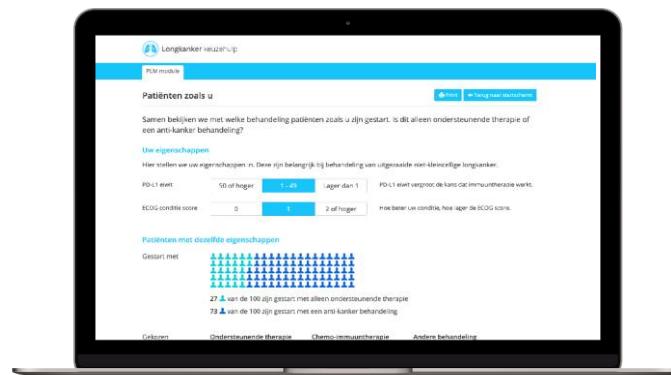 Longkanker keuzehulp
PLM module
Patiënten zoals u
Print
Terug naar startscherm
Samen bekijken we met welke behandeling patiënten zoals u zijn gestart. Is dit alleen ondersteunende therapie of
een anti-kanker behandeling?
Uw eigenschappen
Hier stellen we uw eigenschappen in. Deze zijn belangrijk bij behandeling van uitgezaaide niet-kleincellige longkanker.
PD-L1 eiwit 50 of hoger 1 - 49 Lager dan 1 PD-L1 eiwit vergroot de kans dat immuuntherapie werkt.
ECOG conditie score 0 1 2 of hoger Hoe beter uw conditie, hoe lager de ECOG score.
Patiënten met dezelfde eigenschappen
Gestart met
27 van de 100 zijn gestart met alleen ondersteunende therapie
73 van de 100 zijn gestart met een anti-kanker behandeling
Gekozen Ondersteunende therapie Chemo-immuuntherapie Andere behandeling